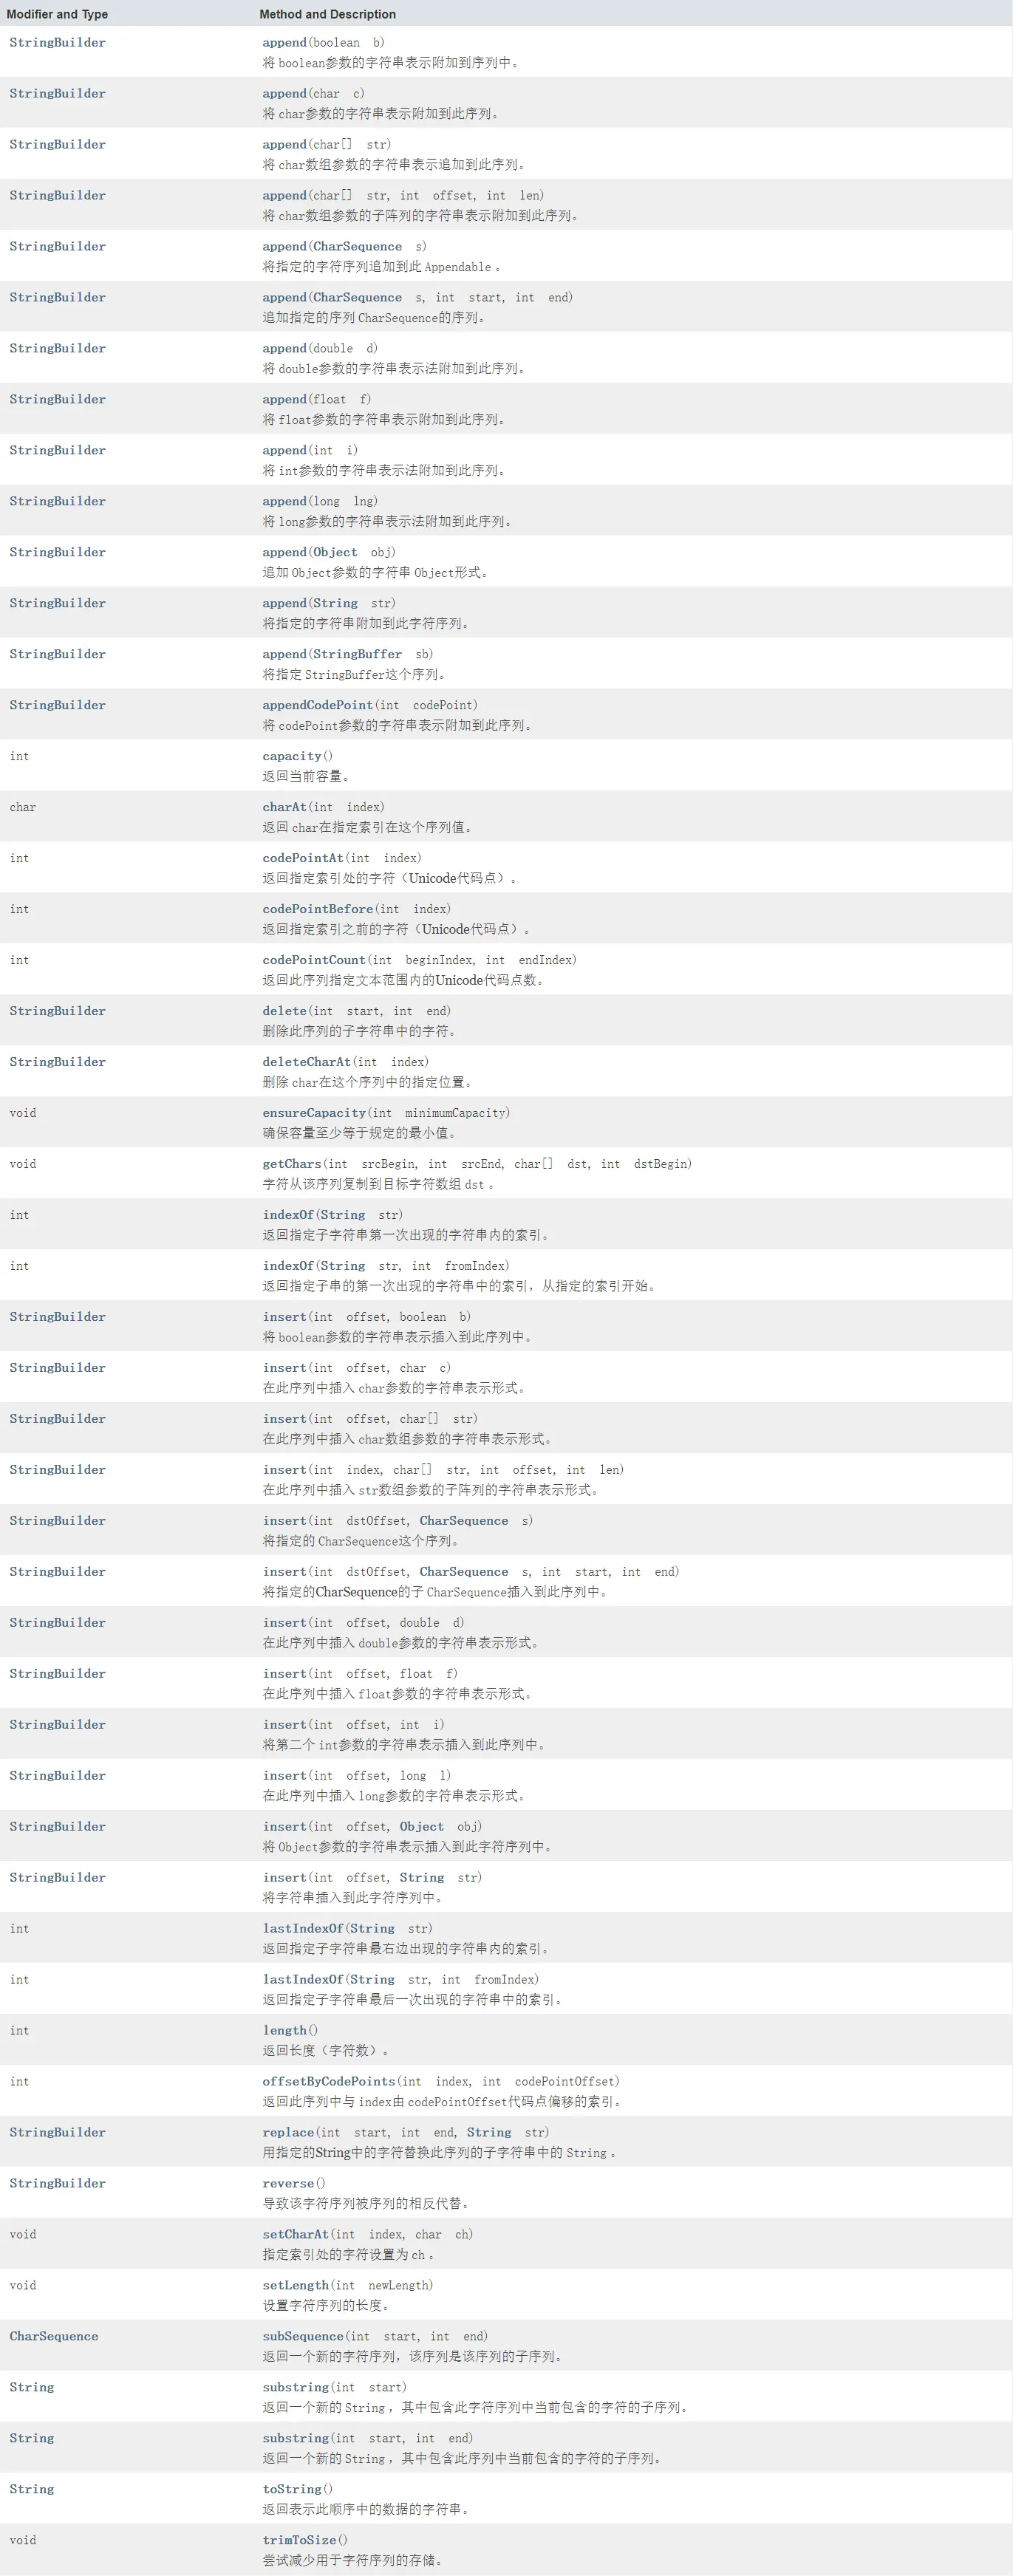 Modifier and Type Method and Description
StringBuilder append(boolean b)
将 boolean参数的字符串表示附加到序列中。
StringBuilder append(char c)
将 char参数的字符串表示附加到此序列。
StringBuilder append(char[] str)
将 char数组参数的字符串表示追加到此序列。
StringBuilder append(char[] str, int offset, int len)
将 char数组参数的子阵列的字符串表示附加到此序列。
StringBuilder append(CharSequence s)
将指定的字符序列追加到此 Appendable 。
StringBuilder append(CharSequence s, int start, int end)
追加指定的序列 CharSequence的序列。
StringBuilder append(double d)
将 double参数的字符串表示法附加到此序列。
StringBuilder append(float f)
将 float参数的字符串表示附加到此序列。
StringBuilder append(int i)
将 int参数的字符串表示法附加到此序列。
StringBuilder append(long lng)
将 long参数的字符串表示法附加到此序列。
StringBuilder append(Object obj)
追加 Object参数的字符串 Object形式。
StringBuilder append(String str)
将指定的字符串附加到此字符序列。
StringBuilder append(StringBuffer sb)
将指定 StringBuffer这个序列。
StringBuilder appendCodePoint(int codePoint)
将 codePoint参数的字符串表示附加到此序列。
int capacity()
返回当前容量。
char charAt(int index)
返回 char在指定索引在这个序列值。
int codePointAt(int index)
返回指定索引处的字符（Unicode代码点）。
int codePointBefore(int index)
返回指定索引之前的字符（Unicode代码点）。
int codePointCount(int beginIndex, int endIndex)
返回此序列指定文本范围内的Unicode代码点数。
StringBuilder delete(int start, int end)
删除此序列的子字符串中的字符。
StringBuilder deleteCharAt(int index)
删除 char在这个序列中的指定位置。
void ensureCapacity(int minimumCapacity)
确保容量至少等于规定的最小值。
void getChars(int srcBegin, int srcEnd, char[] dst, int dstBegin)
字符从该序列复制到目标字符数组 dst 。
int indexOf(String str)
返回指定子字符串第一次出现的字符串内的索引。
int indexOf(String str, int fromIndex)
返回指定子串的第一次出现的字符串中的索引，从指定的索引开始。
StringBuilder insert(int offset, boolean b)
将 boolean参数的字符串表示插入到此序列中。
StringBuilder insert(int offset, char c)
在此序列中插入 char参数的字符串表示形式。
StringBuilder insert(int offset, char[] str)
在此序列中插入 char数组参数的字符串表示形式。
StringBuilder insert(int index, char[] str, int offset, int len)
在此序列中插入 str数组参数的子阵列的字符串表示形式。
StringBuilder insert(int dstOffset, CharSequence s)
将指定的 CharSequence这个序列。
StringBuilder insert(int dstOffset, CharSequence s, int start, int end)
将指定的CharSequence的子 CharSequence插入到此序列中。
StringBuilder insert(int offset, double d)
在此序列中插入 double参数的字符串表示形式。
StringBuilder insert(int offset, float f)
在此序列中插入 float参数的字符串表示形式。
StringBuilder insert(int offset, int i)
将第二个 int参数的字符串表示插入到此序列中。
StringBuilder insert(int offset, long l)
在此序列中插入 long参数的字符串表示形式。
StringBuilder insert(int offset, Object obj)
将 Object参数的字符串表示插入到此字符序列中。
StringBuilder insert(int offset, String str)
将字符串插入到此字符序列中。
int lastIndexOf(String str)
返回指定子字符串最右边出现的字符串内的索引。
int lastIndexOf(String str, int fromIndex)
返回指定子字符串最后一次出现的字符串中的索引。
int length()
返回长度（字符数）。
int offsetByCodePoints(int index, int codePointOffset)
返回此序列中与 index由 codePointOffset代码点偏移的索引。
StringBuilder replace(int start, int end, String str)
用指定的String中的字符替换此序列的子字符串中的 String 。
StringBuilder reverse()
导致该字符序列被序列的相反代替。
void setCharAt(int index, char ch)
指定索引处的字符设置为 ch 。
void setLength(int newLength)
设置字符序列的长度。
CharSequence subSequence(int start, int end)
返回一个新的字符序列，该序列是该序列的子序列。
String substring(int start)
返回一个新的 String ，其中包含此字符序列中当前包含的字符的子序列。
String substring(int start, int end)
返回一个新的 String ，其中包含此序列中当前包含的字符的子序列。
String toString()
返回表示此顺序中的数据的字符串。
void trimToSize()
尝试减少用于字符序列的存储。